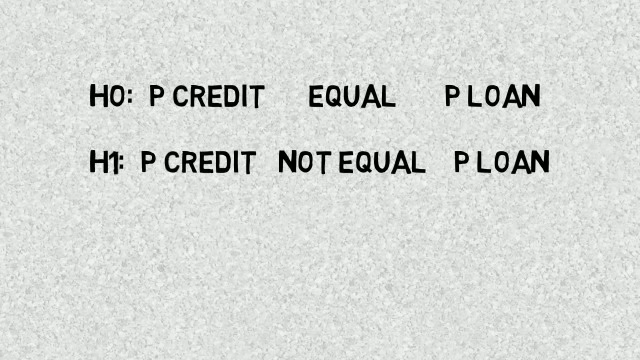 H0: P CREDIT EQUAL P LOAN
H1: P CREDIT NOT EQUAL P LOAN